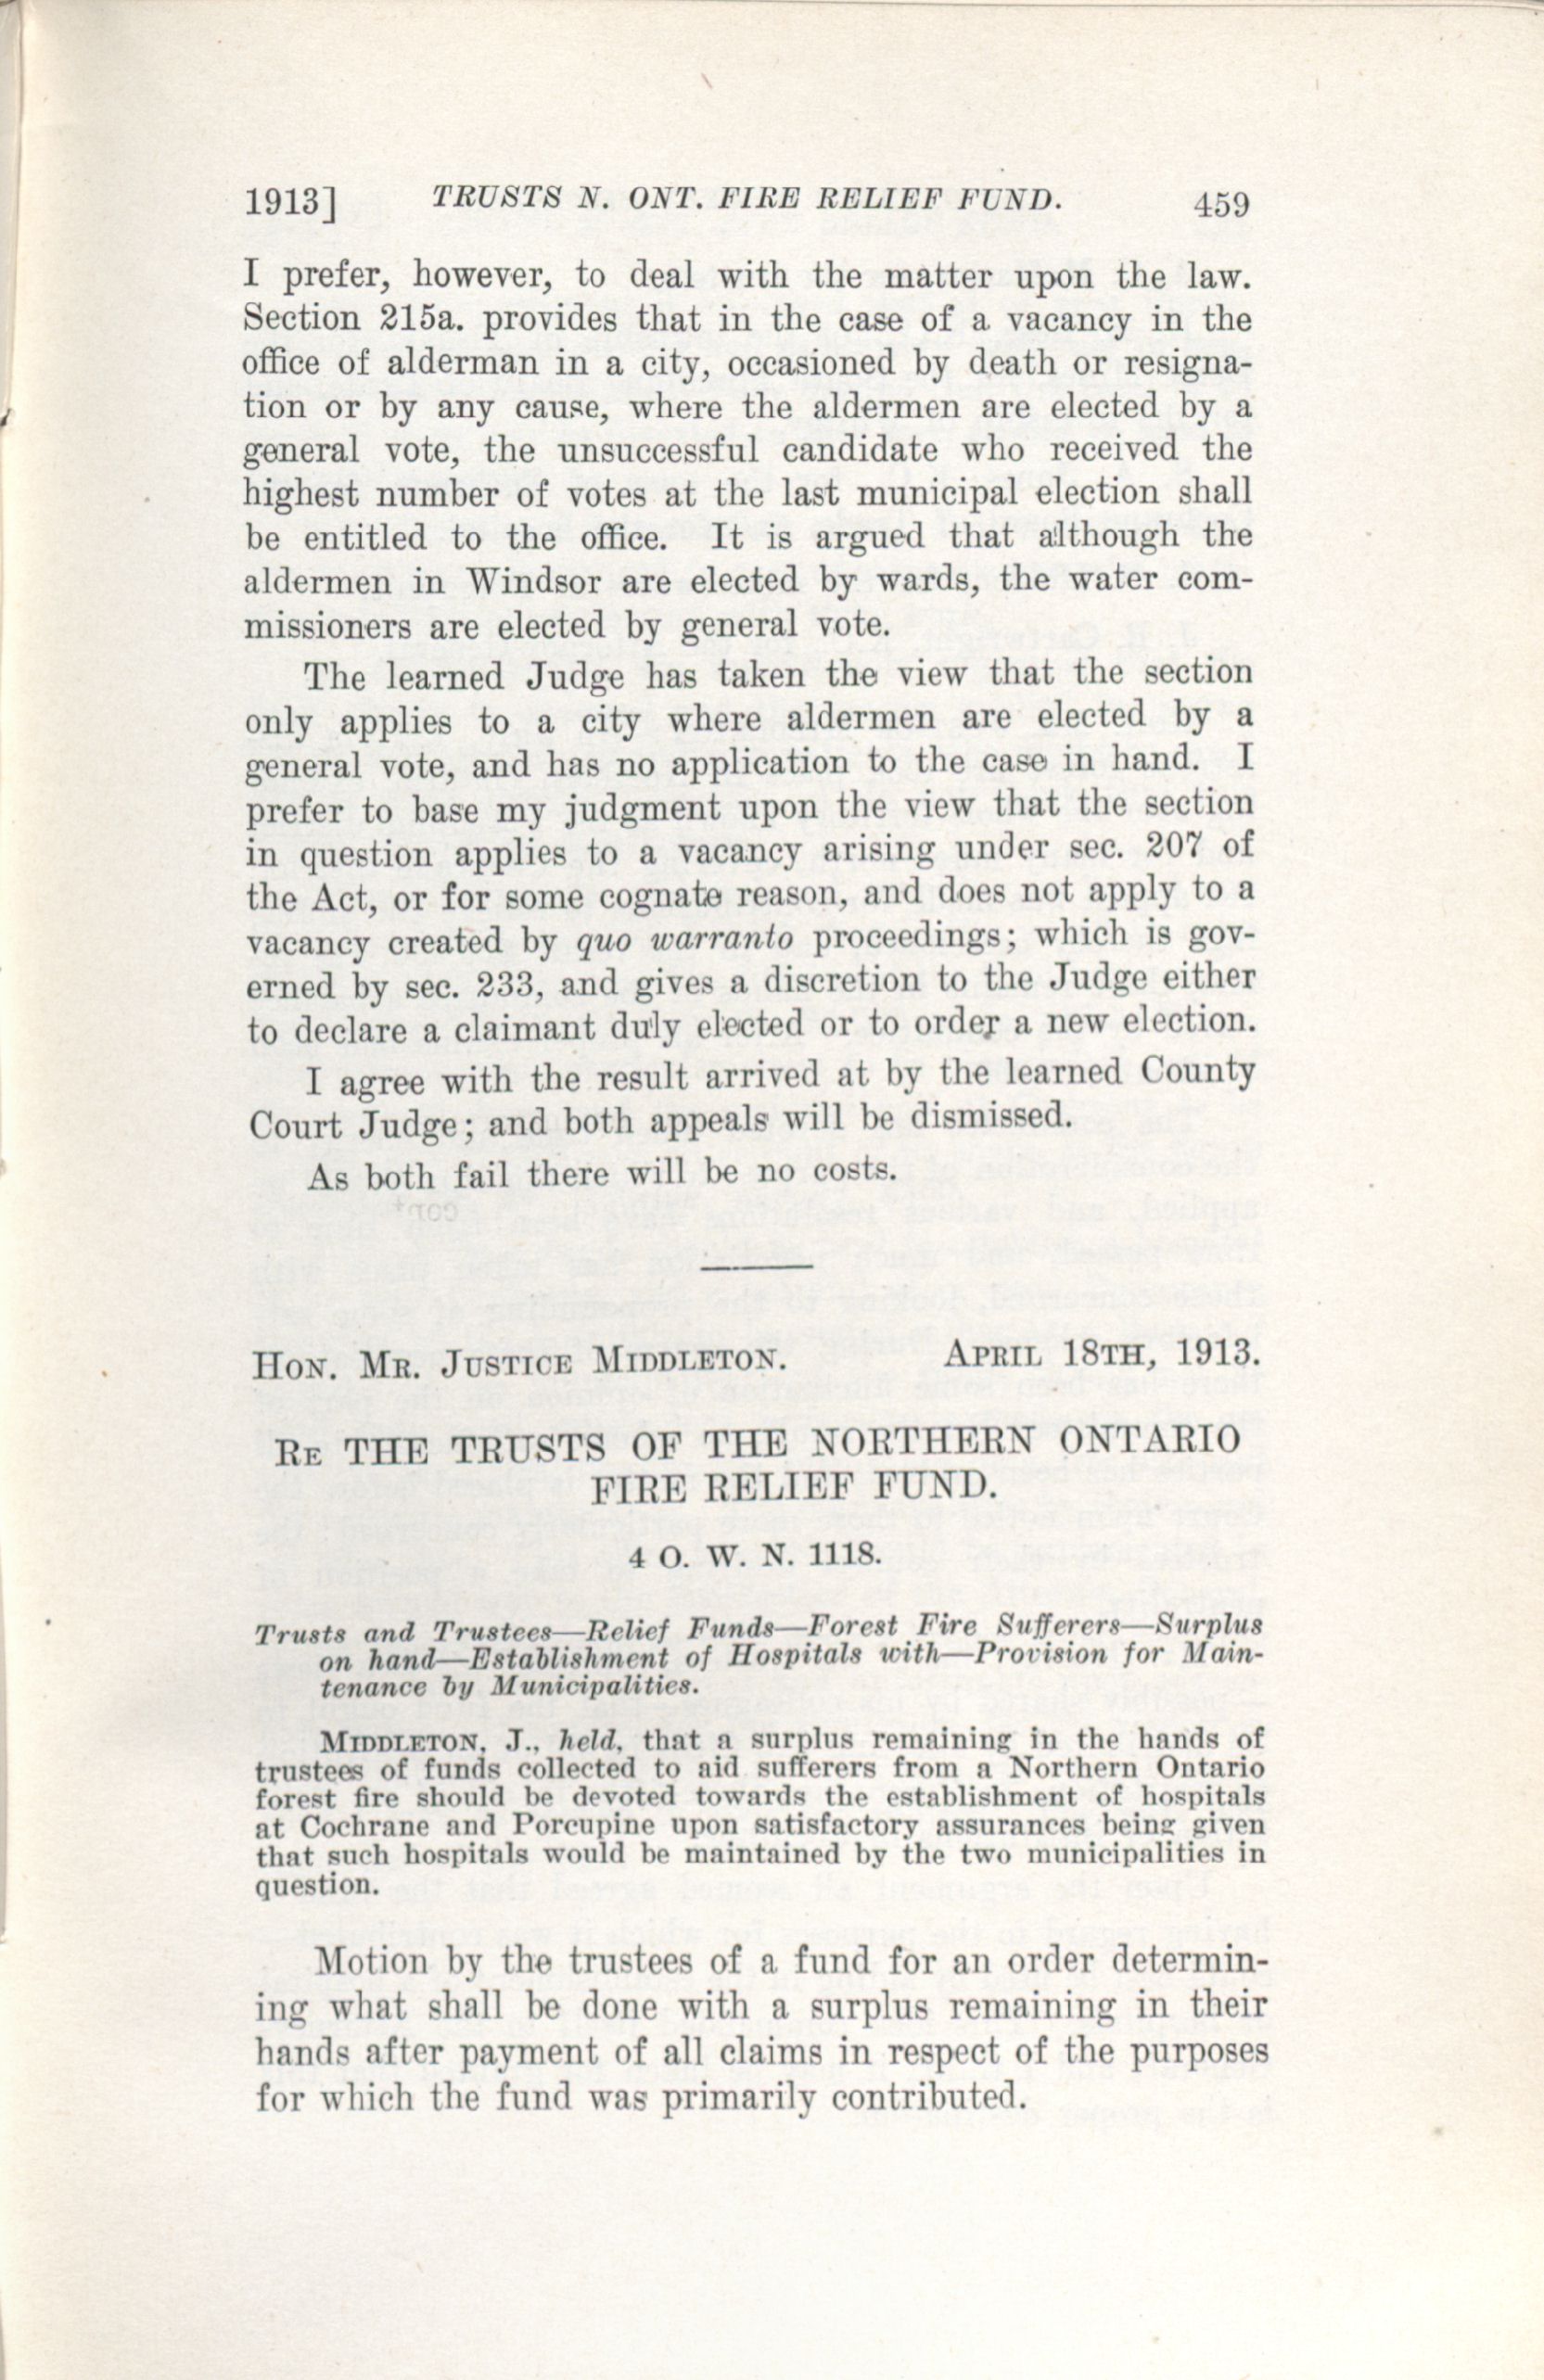 1913] TRUSTS N. ONT. FIRE RELIEF FUND. 459
I prefer, however, to deal with the matter upon the law.
Section 215a. provides that in the case of a vacancy in the
office of alderman in a city, occasioned by death or resigna-
tion or by any cause, where the aldermen are elected by a
general vote, the unsuccessful candidate who received the
highest number of votes at the last municipal election shall
be entitled to the office. It is argued that although the
aldermen in Windsor are elected by wards, the water com-
missioners are elected by general vote.
The learned Judge has taken the view that the section
only applies to a city where aldermen are elected by a
general vote, and has no application to the case in hand. I
prefer to base my judgment upon the view that the section
in question applies to a vacancy arising under sec. 207 of
the Act, or for some cognate reason, and does not apply to a
vacancy created by quo warranto proceedings; which is gov-
erned by sec. 233, and gives a discretion to the Judge either
to declare a claimant duly elected or to order a new election.
I agree with the result arrived at by the learned County
Court Judge; and both appeals will be dismissed.
As both fail there will be no costs.
HON. MR. JUSTICE MIDDLETON. APRIL 18TH, 1913.
RE THE TRUSTS OF THE NORTHERN ONTARIO
FIRE RELIEF FUND.
4 O. W. N. 1118.
Trusts and Trustees—Relief Funds—Forest Fire Sufferers—Surplus
on hand—Establishment of Hospitals with—Provision for Main-
tenance by Municipalities.
MIDDLETON, J., held, that a surplus remaining in the hands of
trustees of funds collected to aid sufferers from a Northern Ontario
forest fire should be devoted towards the establishment of hospitals
at Cochrane and Porcupine upon satisfactory assurances being given
that such hospitals would be maintained by the two municipalities in
question.
Motion by the trustees of a fund for an order determin-
ing what shall be done with a surplus remaining in their
hands after payment of all claims in respect of the purposes
for which the fund was primarily contributed.